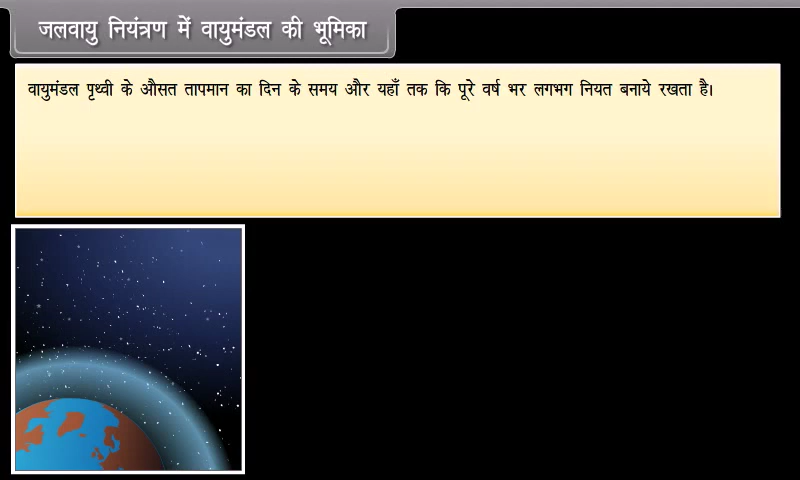 जलवायु नियंत्रण में वायुमंडल की भूमिका
वायुमंडल पृथ्वी के औसत तापमान का दिन के समय और यहाँ तक कि पूरे वर्ष भर लगभग नियत बनाये रखता है।